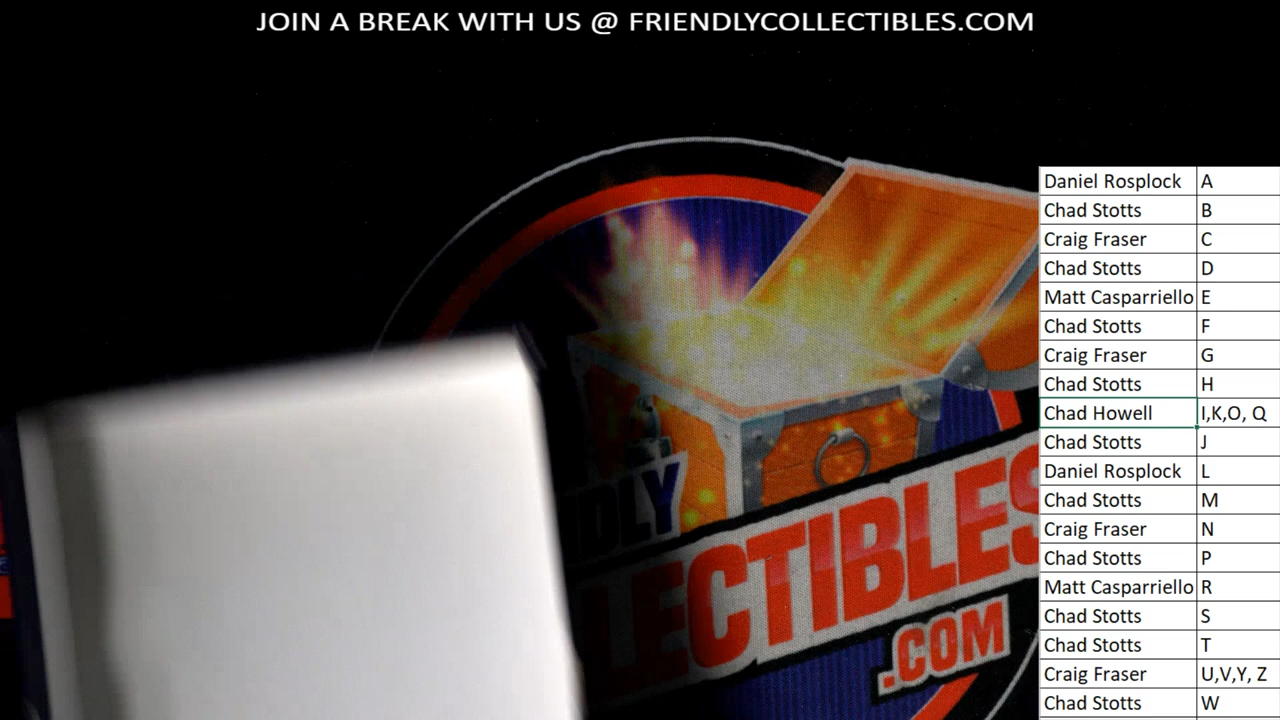 JOIN A BREAK WITH US @ FRIENDLYCOLLECTIBLES.COM
Daniel Rosplock A
Chad Stotts B
Craig Fraser C
Chad Stotts D
Matt Casparriello E
Chad Stotts F
Craig Fraser G
Chad Stotts H
Chad Howell I,K,O, Q
Chad Stotts J
Daniel Rosplock L
Chad Stotts M
Craig Fraser N
Chad Stotts P
Matt Casparriello R
Chad Stotts S
Chad Stotts T
Craig Fraser U,V,Y, Z
Chad Stotts W
DLY
LECTIBLES
.COM